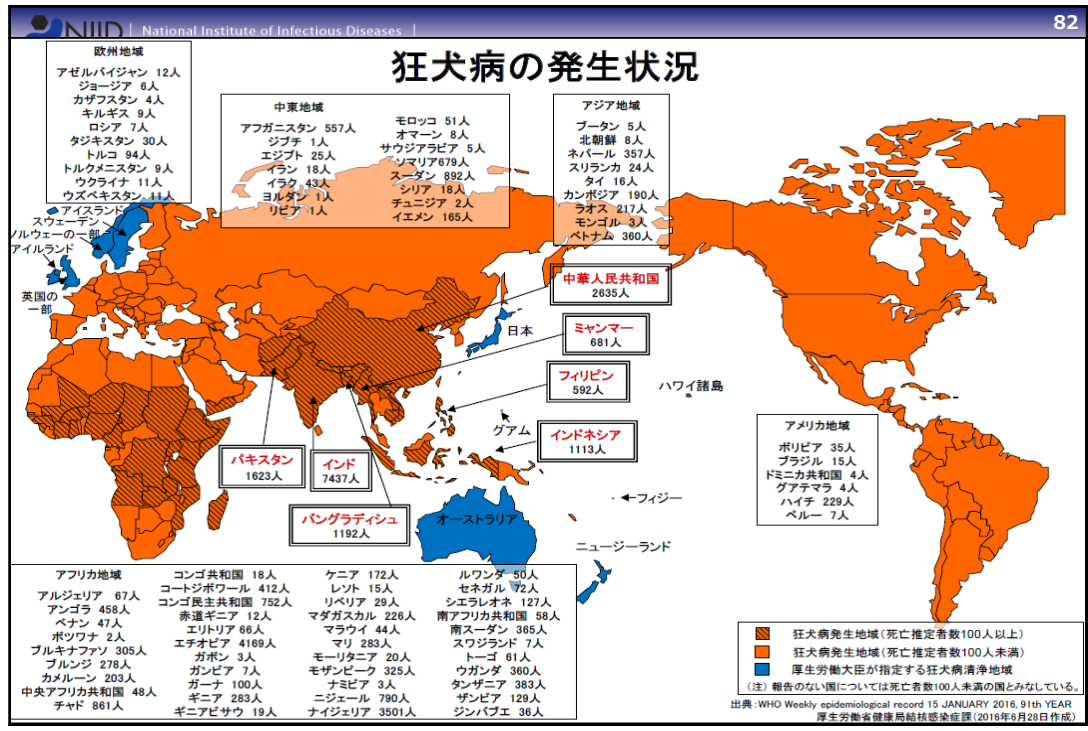 NIID | National Institute of Infectious Diseases |
82
狂犬病の発生状況
欧州地域
アゼルバイジャン 12人
ジョージア 6人
カザフスタン 4人
キルギス 9人
ロシア 7人
タジキスタン 30人
トルコ 94人
トルクメニスタン 9人
ウクライナ 11人
ウズベキスタン 11人
中東地域
アフガニスタン 557人
ジブチ 1人
エジプト 25人
イラン 18人
イラク 43人
ヨルダン 1人
リビア 1人
モロッコ 51人
オマーン 8人
サウジアラビア 5人
ソマリア679人
スーダン 892人
シリア 18人
チュニジア 2人
イエメン 165人
アジア地域
ブータン 5人
北朝鮮 8人
ネパール 357人
スリランカ 24人
タイ 16人
カンボジア 190人
ラオス 217人
モンゴル 3人
ベトナム 360人
アイスランド
スウェーデン
ノルウェーの一部
アイルランド
英国の
一部
中華人民共和国
2635人
日本
ミャンマー
681人
フィリピン
592人
ハワイ諸島
グアム
インドネシア
1113人
パキスタン
1623人
インド
7437人
バングラディシュ
1192人
フィジー
オーストラリア
ニュージーランド
アメリカ地域
ボリビア 35人
ブラジル 15人
ドミニカ共和国 4人
グアテマラ 4人
ハイチ 229人
ペルー 7人
アフリカ地域
アルジェリア 67人
アンゴラ 458人
ベナン 47人
ボツワナ 2人
ブルキナファソ 305人
ブルンジ 278人
カメルーン 203人
中央アフリカ共和国 48人
チャド 861人
コンゴ共和国 18人
コートジボワール 412人
コンゴ民主共和国 752人
赤道ギニア 12人
エリトリア 66人
エチオピア 4169人
ガボン 3人
ガンビア 7人
ガーナ 100人
ギニア 283人
ギニアビサウ 19人
ケニア 172人
レソト 15人
リベリア 29人
マダガスカル 226人
マラウイ 44人
マリ 283人
モーリタニア 20人
モザンビーク 325人
ナミビア 3人
ニジェール 790人
ナイジェリア 3501人
ルワンダ 50人
セネガル 72人
シエラレオネ 127人
南アフリカ共和国 58人
南スーダン 365人
スワジランド 7人
トーゴ 61人
ウガンダ 360人
タンザニア 383人
ザンビア 129人
ジンバブエ 36人
狂犬病発生地域(死亡推定者数100人以上)
狂犬病発生地域(死亡推定者数100人未満)
厚生労働大臣が指定する狂犬病清浄地域
(注) 報告のない国については死亡者数100人未満の国とみなしている。
出典:WHO Weekly epidemiological record 15 JANUARY 2016, 91th YEAR
厚生労働省健康局結核感染症課(2016年6月28日作成)